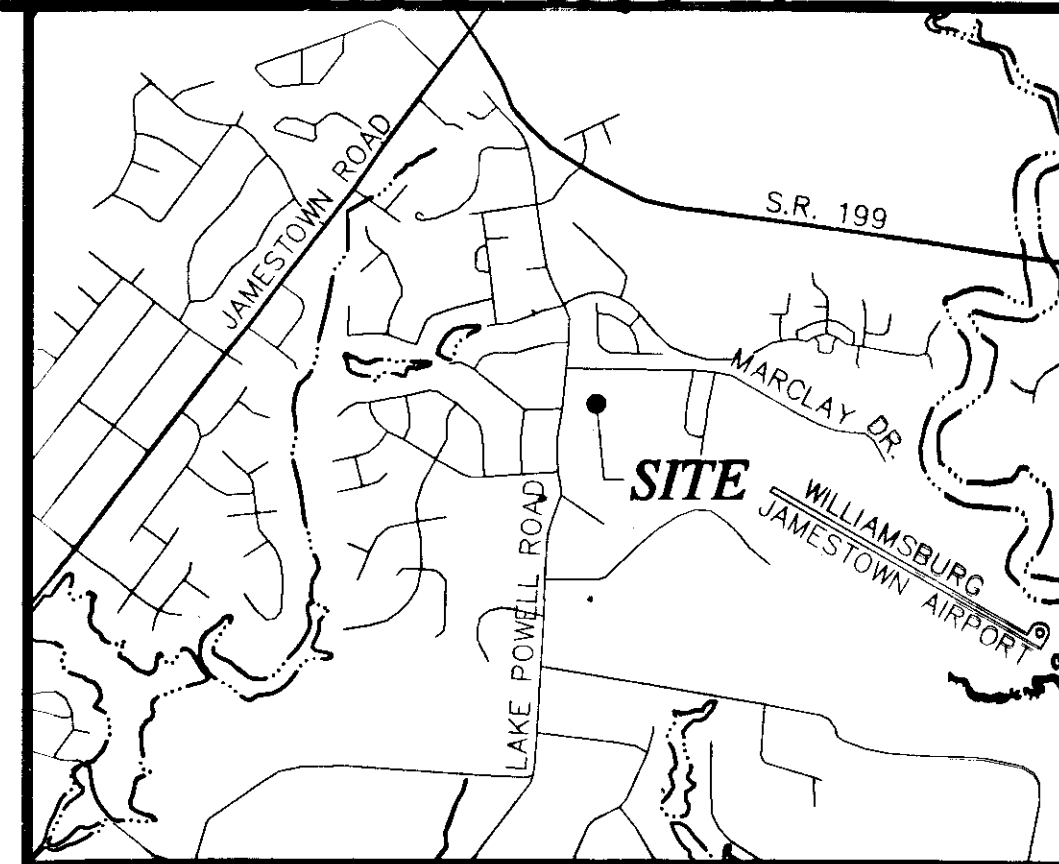 JAMESTOWN ROAD
S.R. 199
MARCLAY DR.
SITE
WILLIAMSBURG
JAMESTOWN AIRPORT
LAKE POWELL ROAD